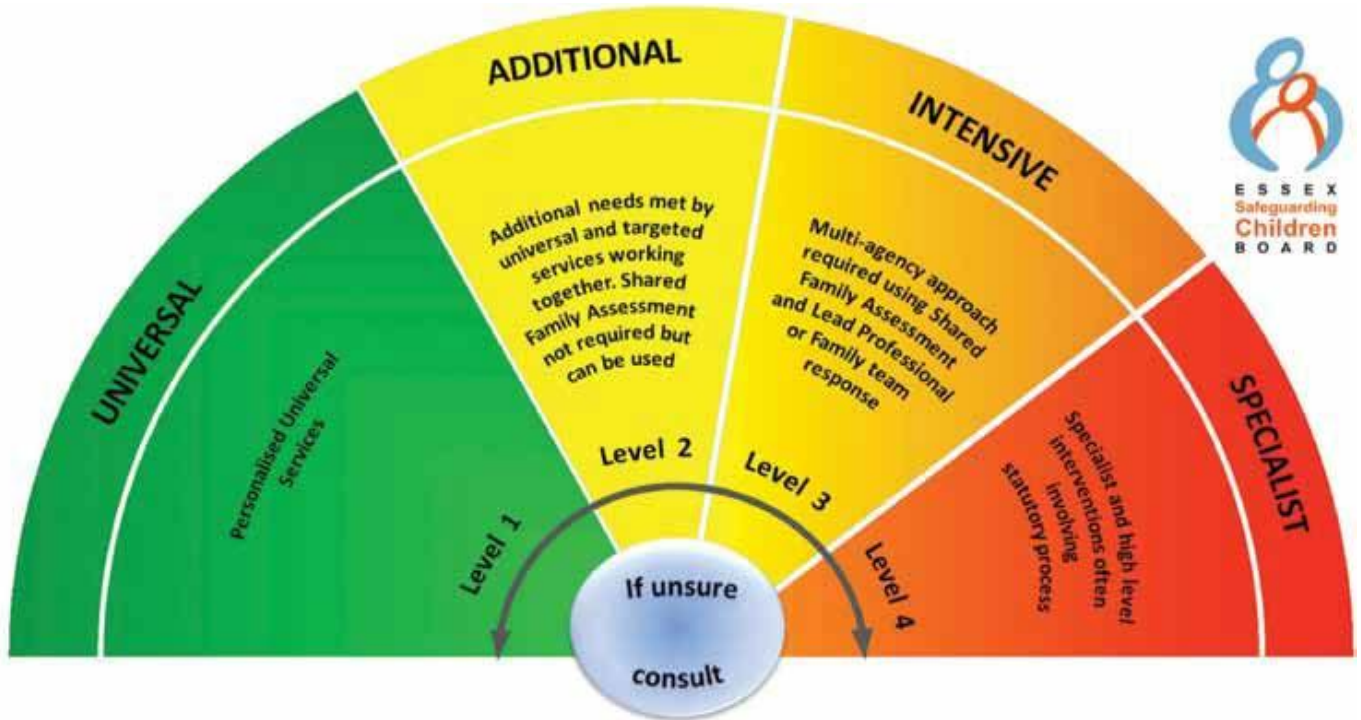 UNIVERSAL
Personalised Universal
Services
Level 1
ADDITIONAL
Additional needs met by
universal and targeted
services working
together. Shared
Family Assessment
not required but
can be used
Level 2
INTENSIVE
Multi-agency approach
required using Shared
Family Assessment
and Lead Professional
or Family team
response
Level 3
SPECIALIST
Specialist and high level
interventions often
involving
statutory process
Level 4
If unsure
consult
ESSEX
Safeguarding
Children
BOARD